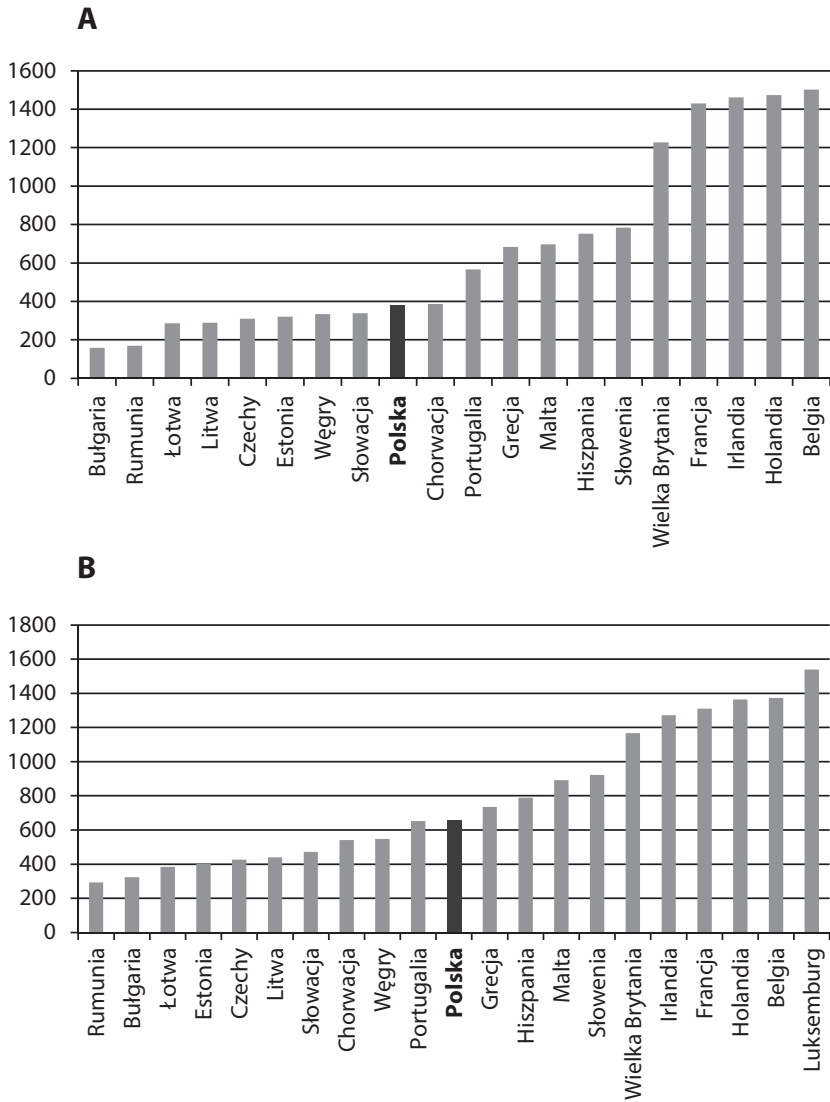 A
1600
1400
1200
1000
800
600
400
200
0
Bułgaria
Rumunia
Łotwa
Litwa
Czechy
Estonia
Węgry
Słowacja
Polska
Chorwacja
Portugalia
Grecja
Malta
Hiszpania
Słowenia
Wielka Brytania
Francja
Irlandia
Holandia
Belgia
B
1800
1600
1400
1200
1000
800
600
400
200
0
Rumunia
Bułgaria
Łotwa
Estonia
Czechy
Litwa
Słowacja
Chorwacja
Węgry
Portugalia
Polska
Grecja
Hiszpania
Malta
Słowenia
Wielka Brytania
Irlandia
Francja
Holandia
Belgia
Luksemburg